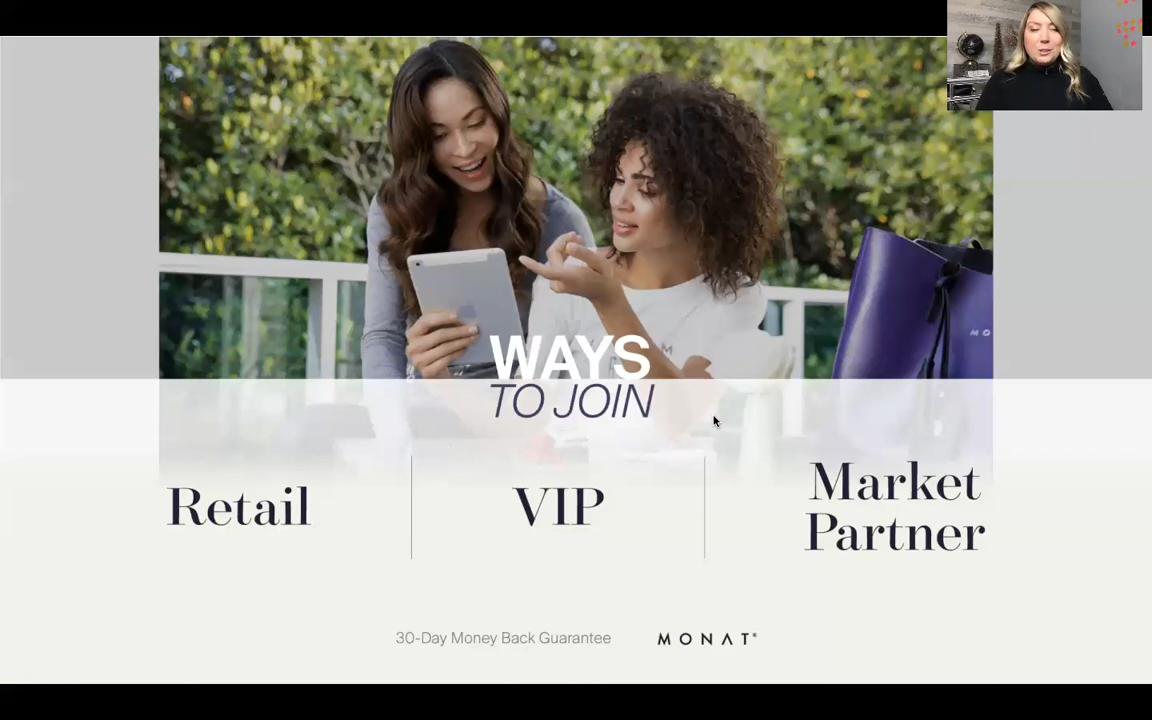 WAYS
TO JOIN
Retail
VIP
Market
Partner
30-Day Money Back Guarantee
MONAT®